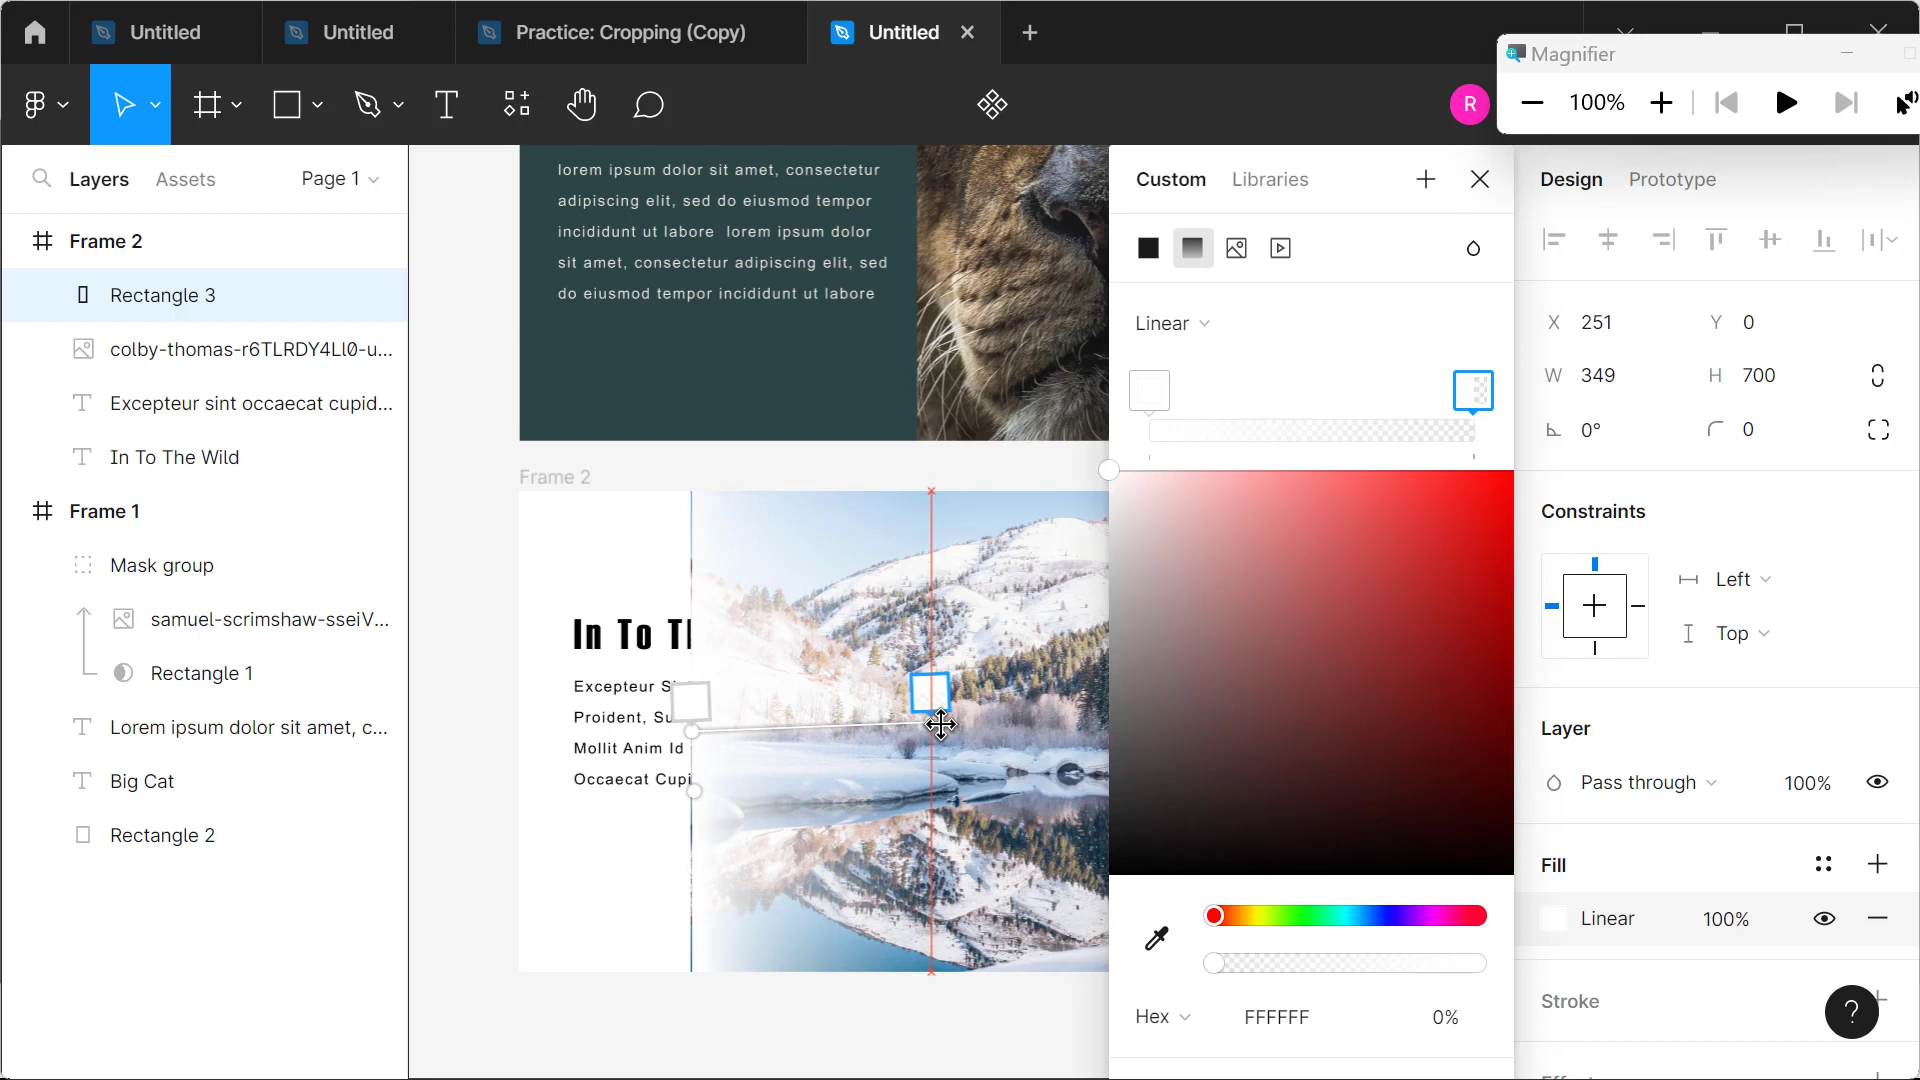 Untitled
Untitled
Practice: Cropping (Copy)
Untitled
Magnifier
100%
R
Layers
Assets
Page 1
Frame 2
Rectangle 3
colby-thomas-r6TLRDY4Ll0-u...
Excepteur sint occaecat cupid...
In To The Wild
Frame 1
Mask group
samuel-scrimshaw-sseiV...
Rectangle 1
Lorem ipsum dolor sit amet, c...
Big Cat
Rectangle 2
lorem ipsum dolor sit amet, consectetur
adipiscing elit, sed do eiusmod tempor
incididunt ut labore lorem ipsum dolor
sit amet, consectetur adipiscing elit, sed
do eiusmod tempor incididunt ut labore
Frame 2
In To Th
Excepteur S
Proident, Su
Mollit Anim Id
Occaecat Cupi
Custom
Libraries
Linear
Hex
FFFFFF
0%
Design
Prototype
X 251
Y 0
W 349
H 700
0°
0
Constraints
Left
Top
Layer
Pass through
100%
Fill
Linear
100%
Stroke
?